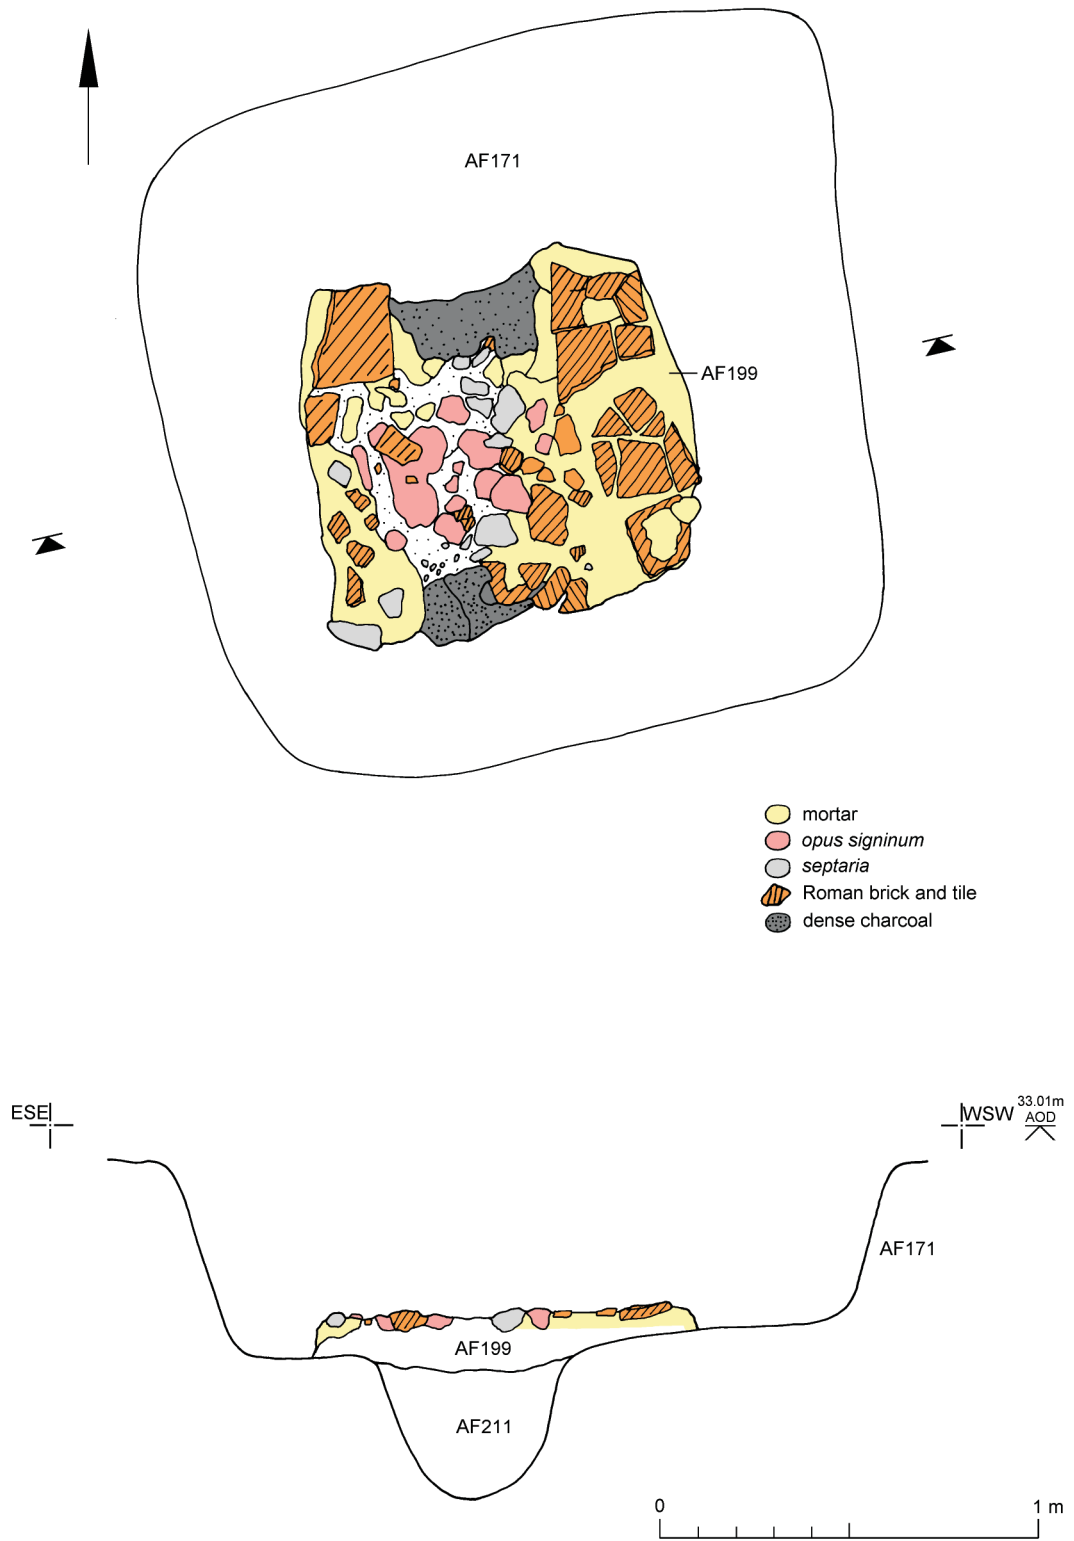 AF171
AF199
mortar
opus signinum
septaria
Roman brick and tile
dense charcoal
ESE
WSW
33.01m
AOD
AF171
AF199
AF211
0
1 m